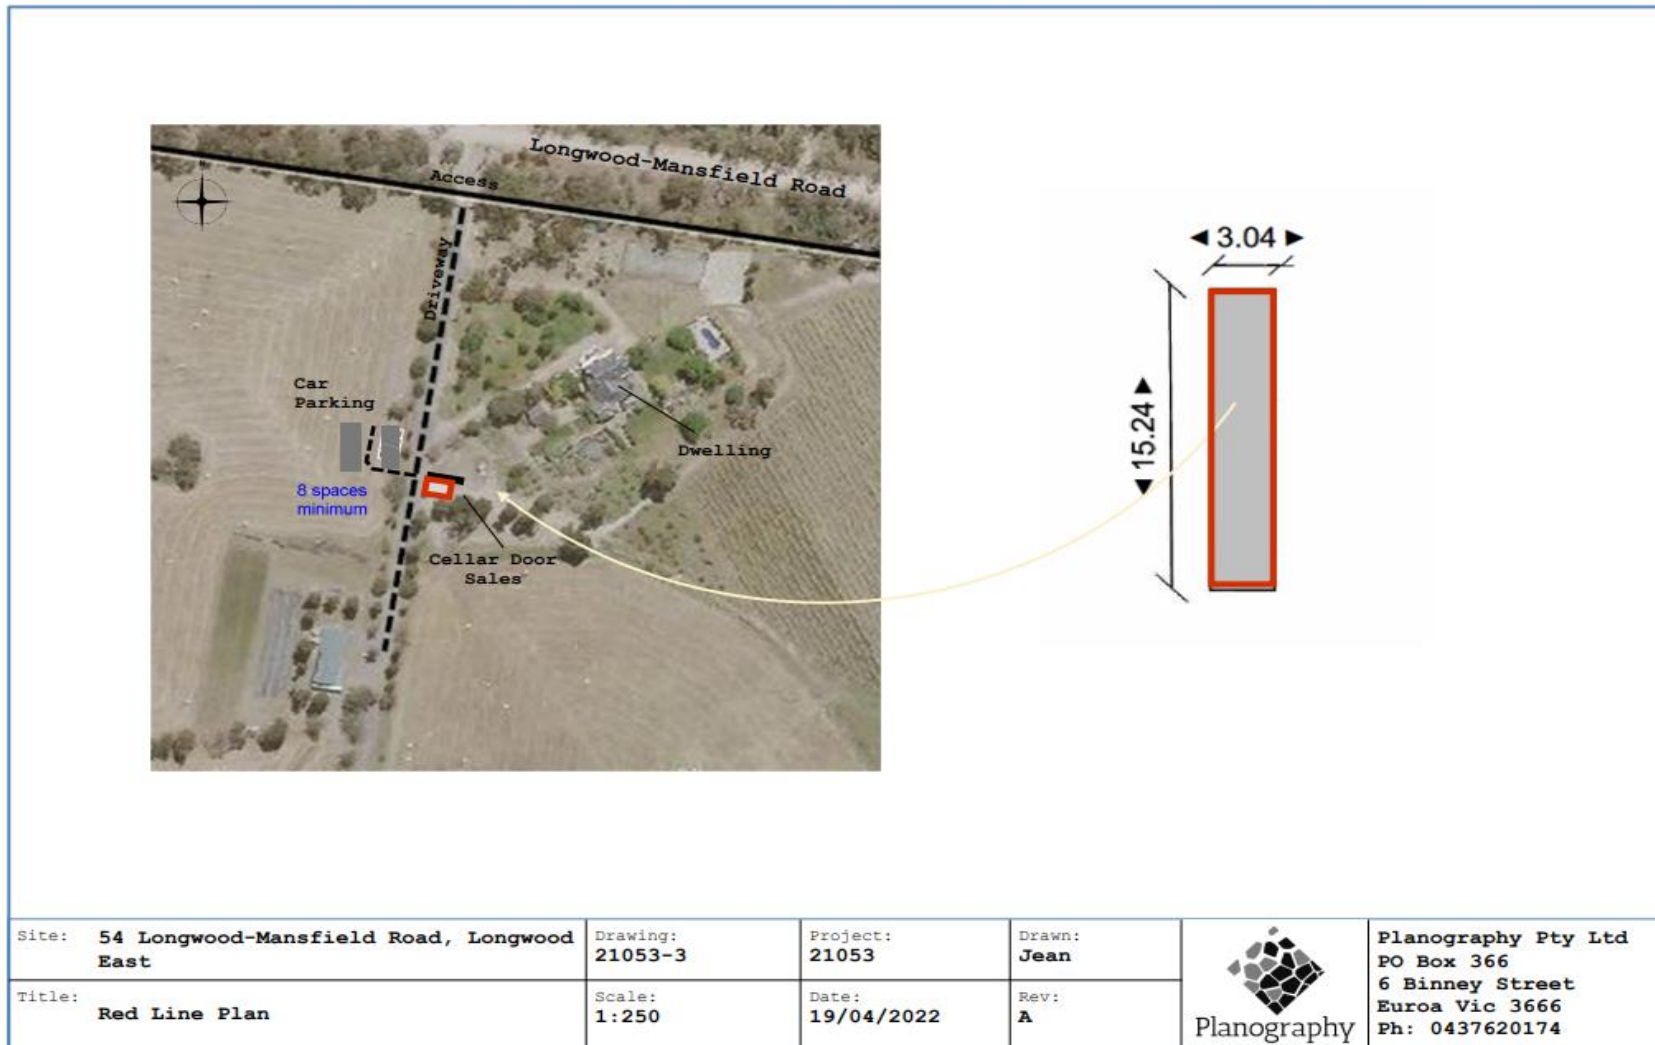 Longwood-Mansfield Road
Access
Driveway
Car
Parking
8 spaces
minimum
Dwelling
Cellar Door
Sales
3.04
15.24
Site: 54 Longwood-Mansfield Road, Longwood
East
Drawing:
21053-3
Project:
21053
Drawn:
Jean
Title:
Red Line Plan
Scale:
1:250
Date:
19/04/2022
Rev:
A
Planography
Planography Pty Ltd
PO Box 366
6 Binney Street
Euroa Vic 3666
Ph: 0437620174